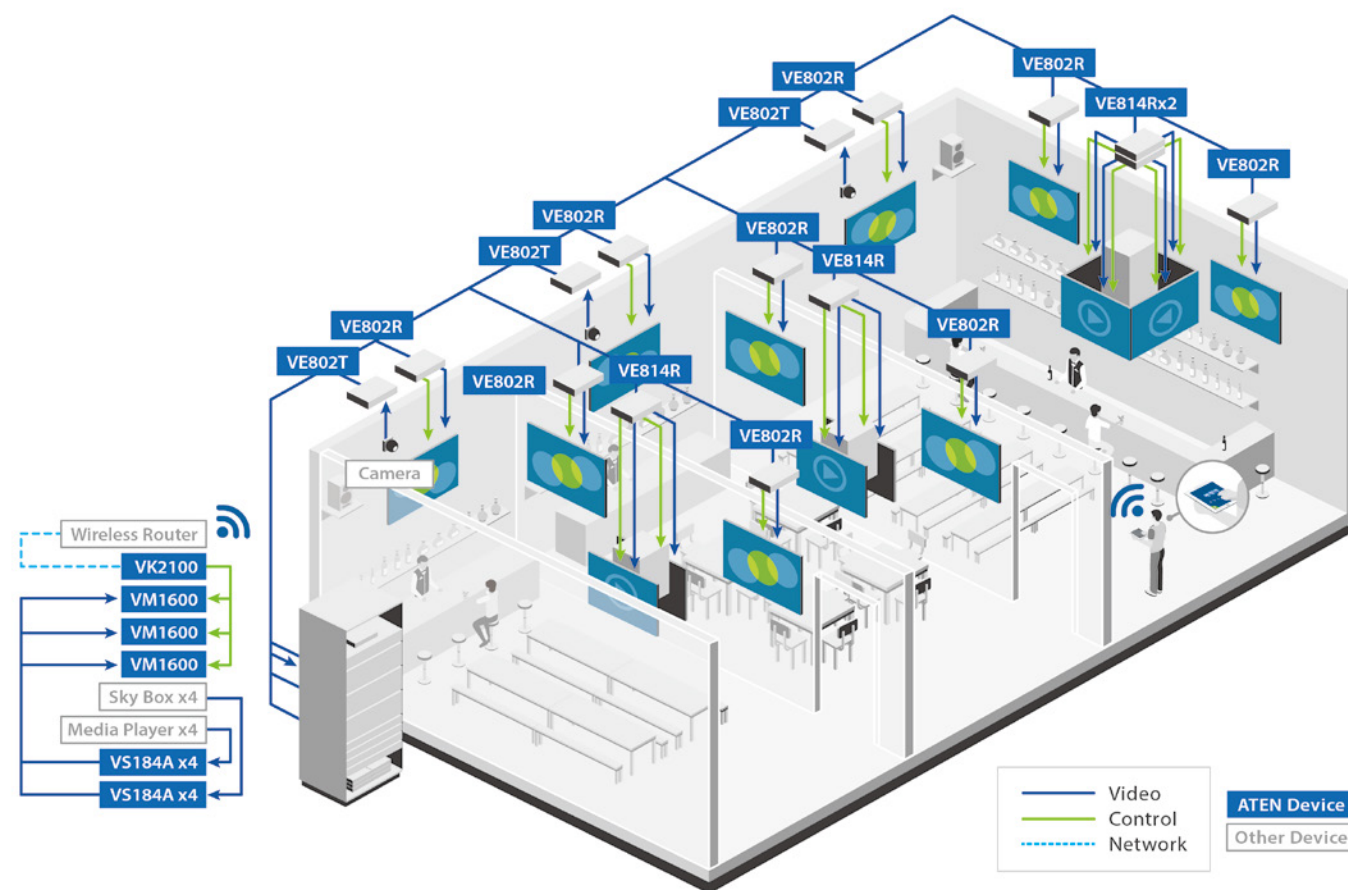 VE802R
VE802R
VE814Rx2
VE802T
VE802R
VE802R
VE802R
VE802T
VE814R
VE802R
VE802R
VE802T
VE802R
VE814R
VE802R
Camera
Wireless Router
VK2100
VM1600
VM1600
VM1600
Sky Box x4
Media Player x4
VS184A x4
VS184A x4
Video
Control
Network
ATEN Device
Other Device